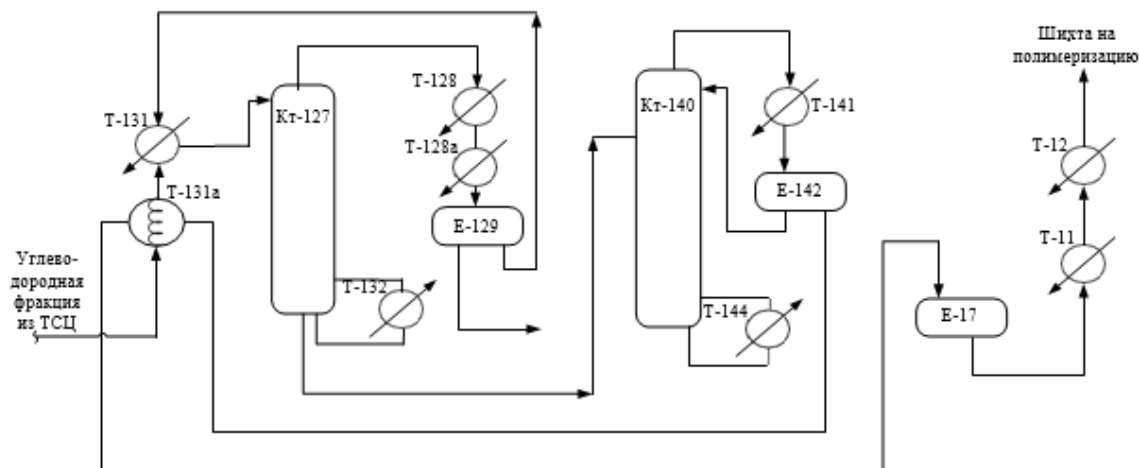 Шихта на
полимеризацию
Т-128
Кт-127
Кт-140
Т-141
Т-131
Т-128а
Т-12
Т-131а
Е-142
Е-129
Т-11
Углево-
дородная
фракция
из ТСЦ
Т-132
Т-144
Е-17